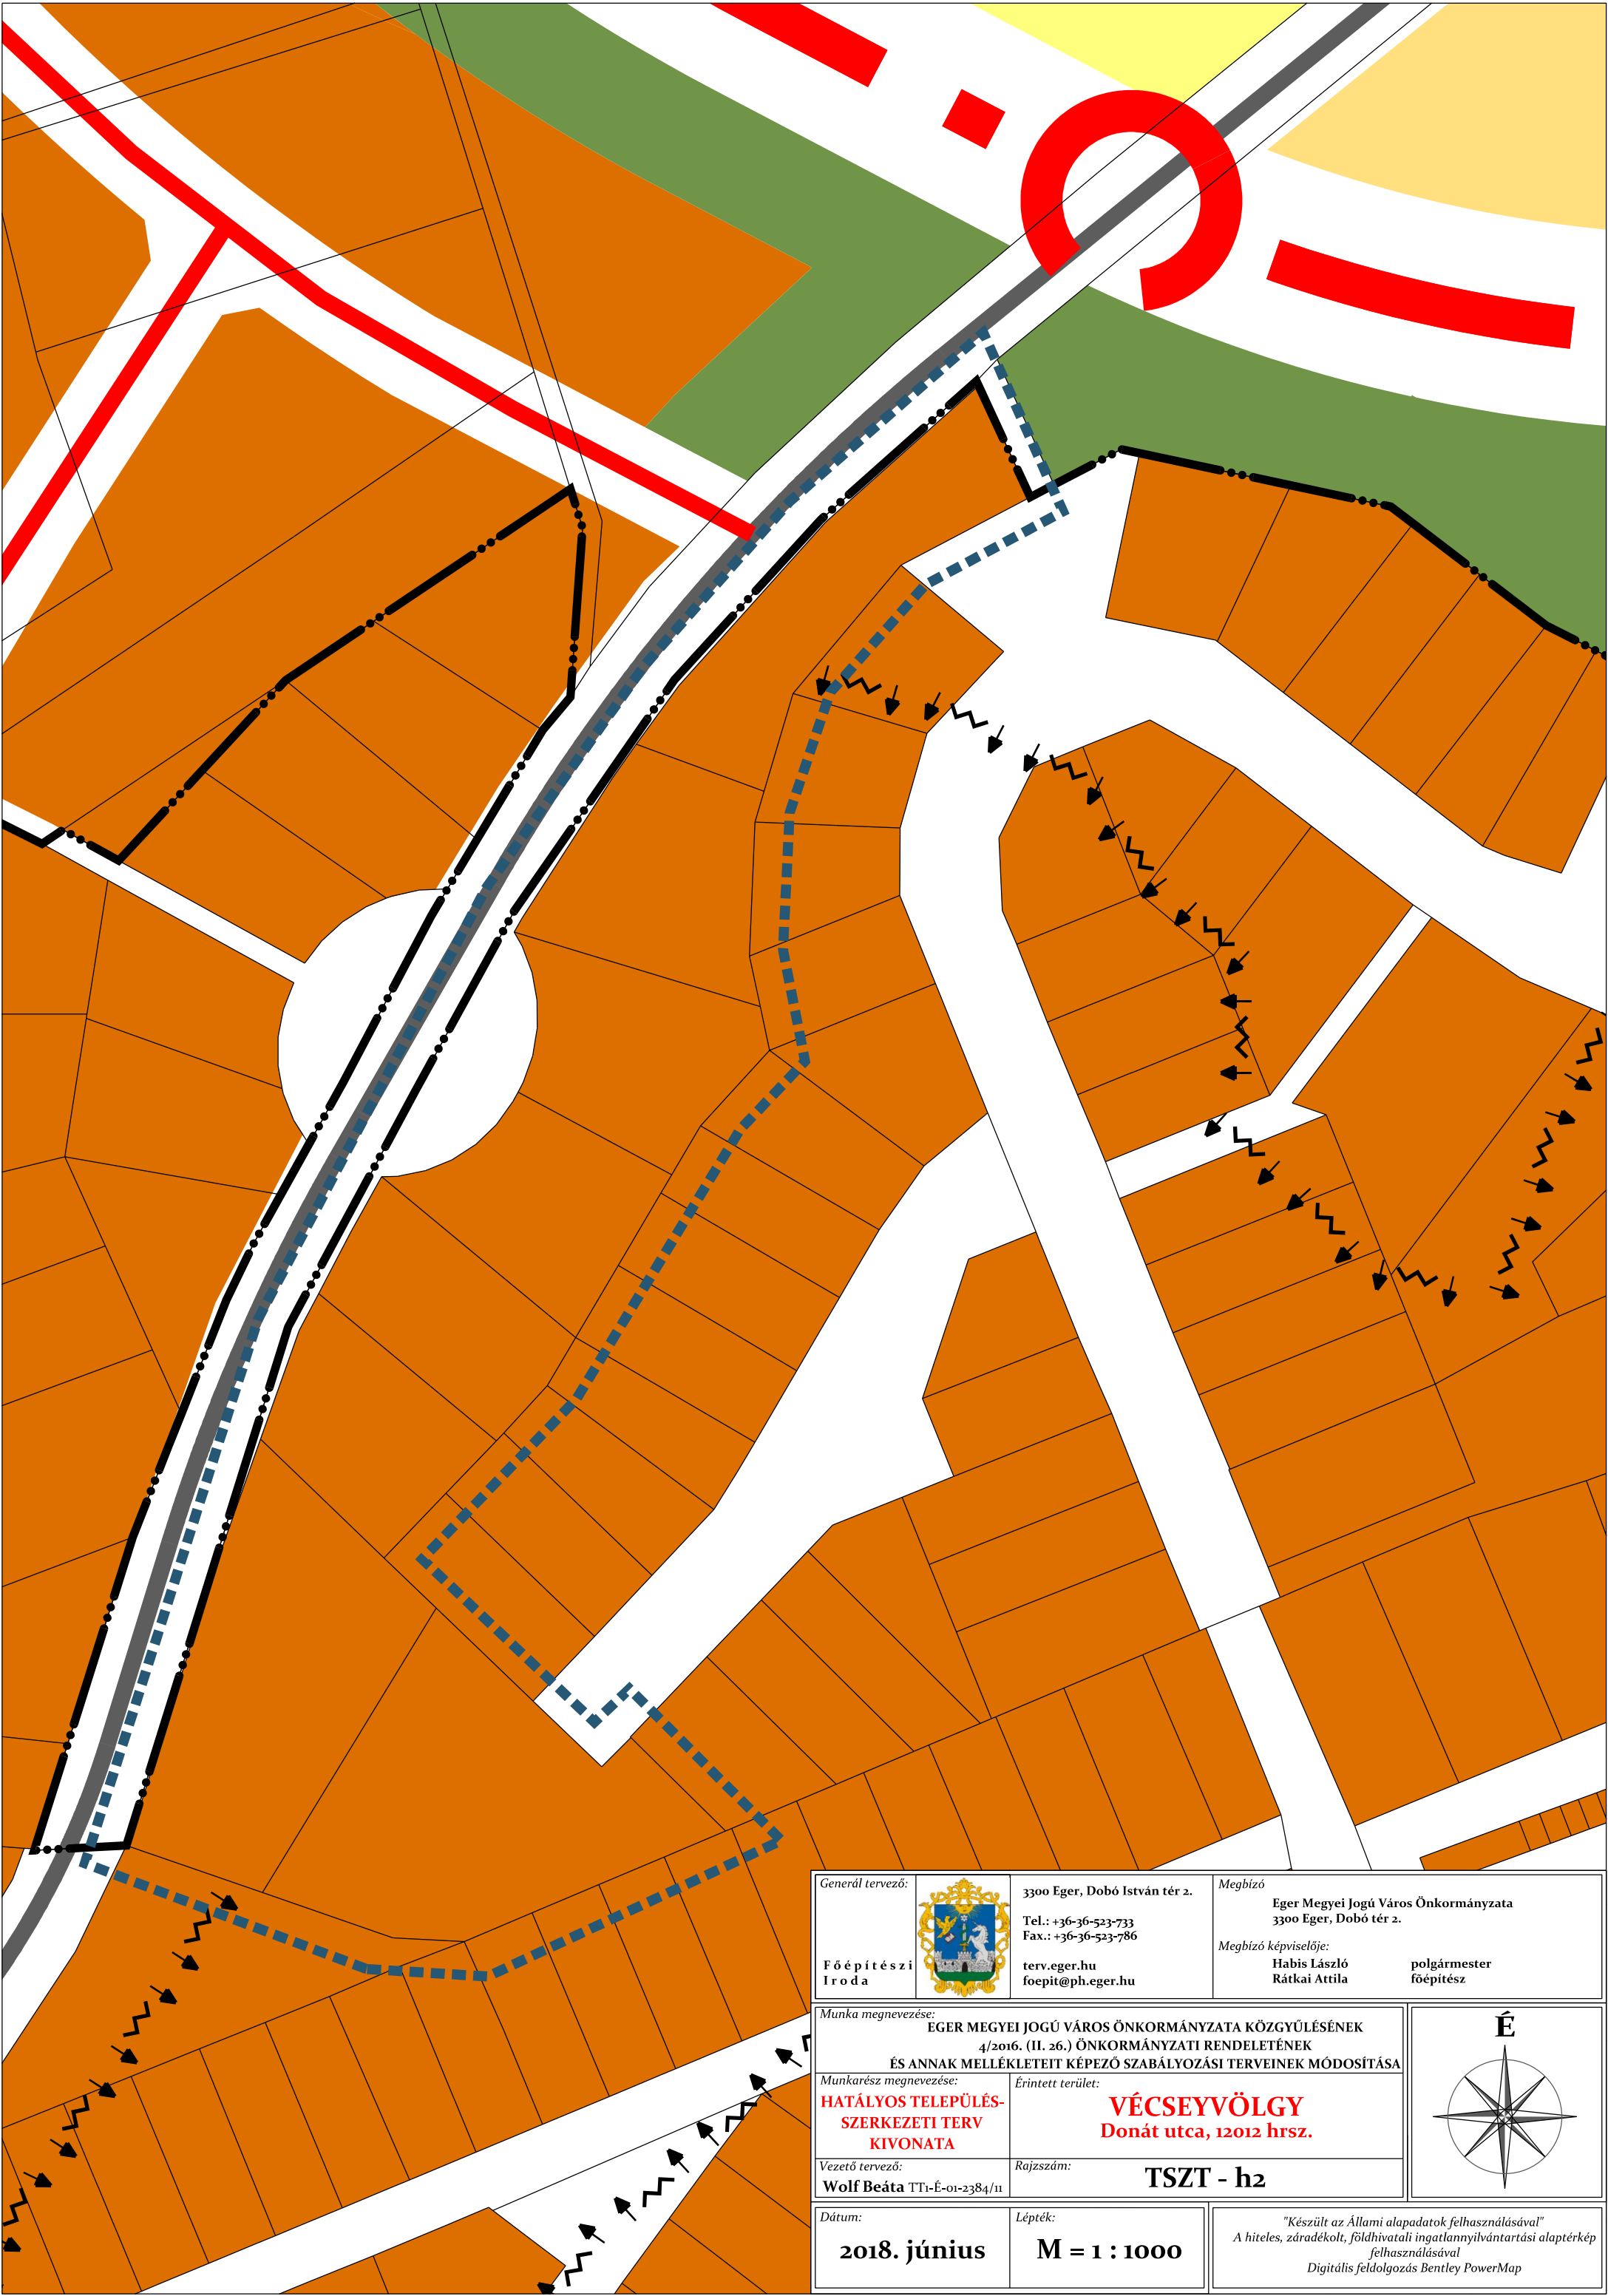 Generál tervező:
Főépítészi
Iroda
3300 Eger, Dobó István tér 2.
Tel.: +36-36-523-733
Fax.: +36-36-523-786
terv.eger.hu
foepit@ph.eger.hu
Megbízó
Eger Megyei Jogú Város Önkormányzata
3300 Eger, Dobó tér 2.
Megbízó képviselője:
Habis László polgármester
Rátkai Attila főépítész
Munka megnevezése:
EGER MEGYEI JOGÚ VÁROS ÖNKORMÁNYZATA KÖZGYŰLÉSÉNEK
4/2016. (II. 26.) ÖNKORMÁNYZATI RENDELETÉNEK
ÉS ANNAK MELLÉKLETEIT KÉPEZŐ SZABÁLYOZÁSI TERVEINEK MÓDOSÍTÁSA
Munkarész megnevezése:
HATÁLYOS TELEPÜLÉS-
SZERKEZETI TERV
KIVONATA
Érintett terület:
VÉCSEYVÖLGY
Donát utca, 12012 hrsz.
Vezető tervező:
Wolf Beáta TT1-É-01-2384/11
Rajzszám:
TSZT - h2
É
Dátum:
2018. június
Lépték:
M = 1 : 1000
"Készült az Állami alapadatok felhasználásával"
A hiteles, záradékolt, földhivatali ingatlannyilvántartási alaptérkép
felhasználásával
Digitális feldolgozás Bentley PowerMap